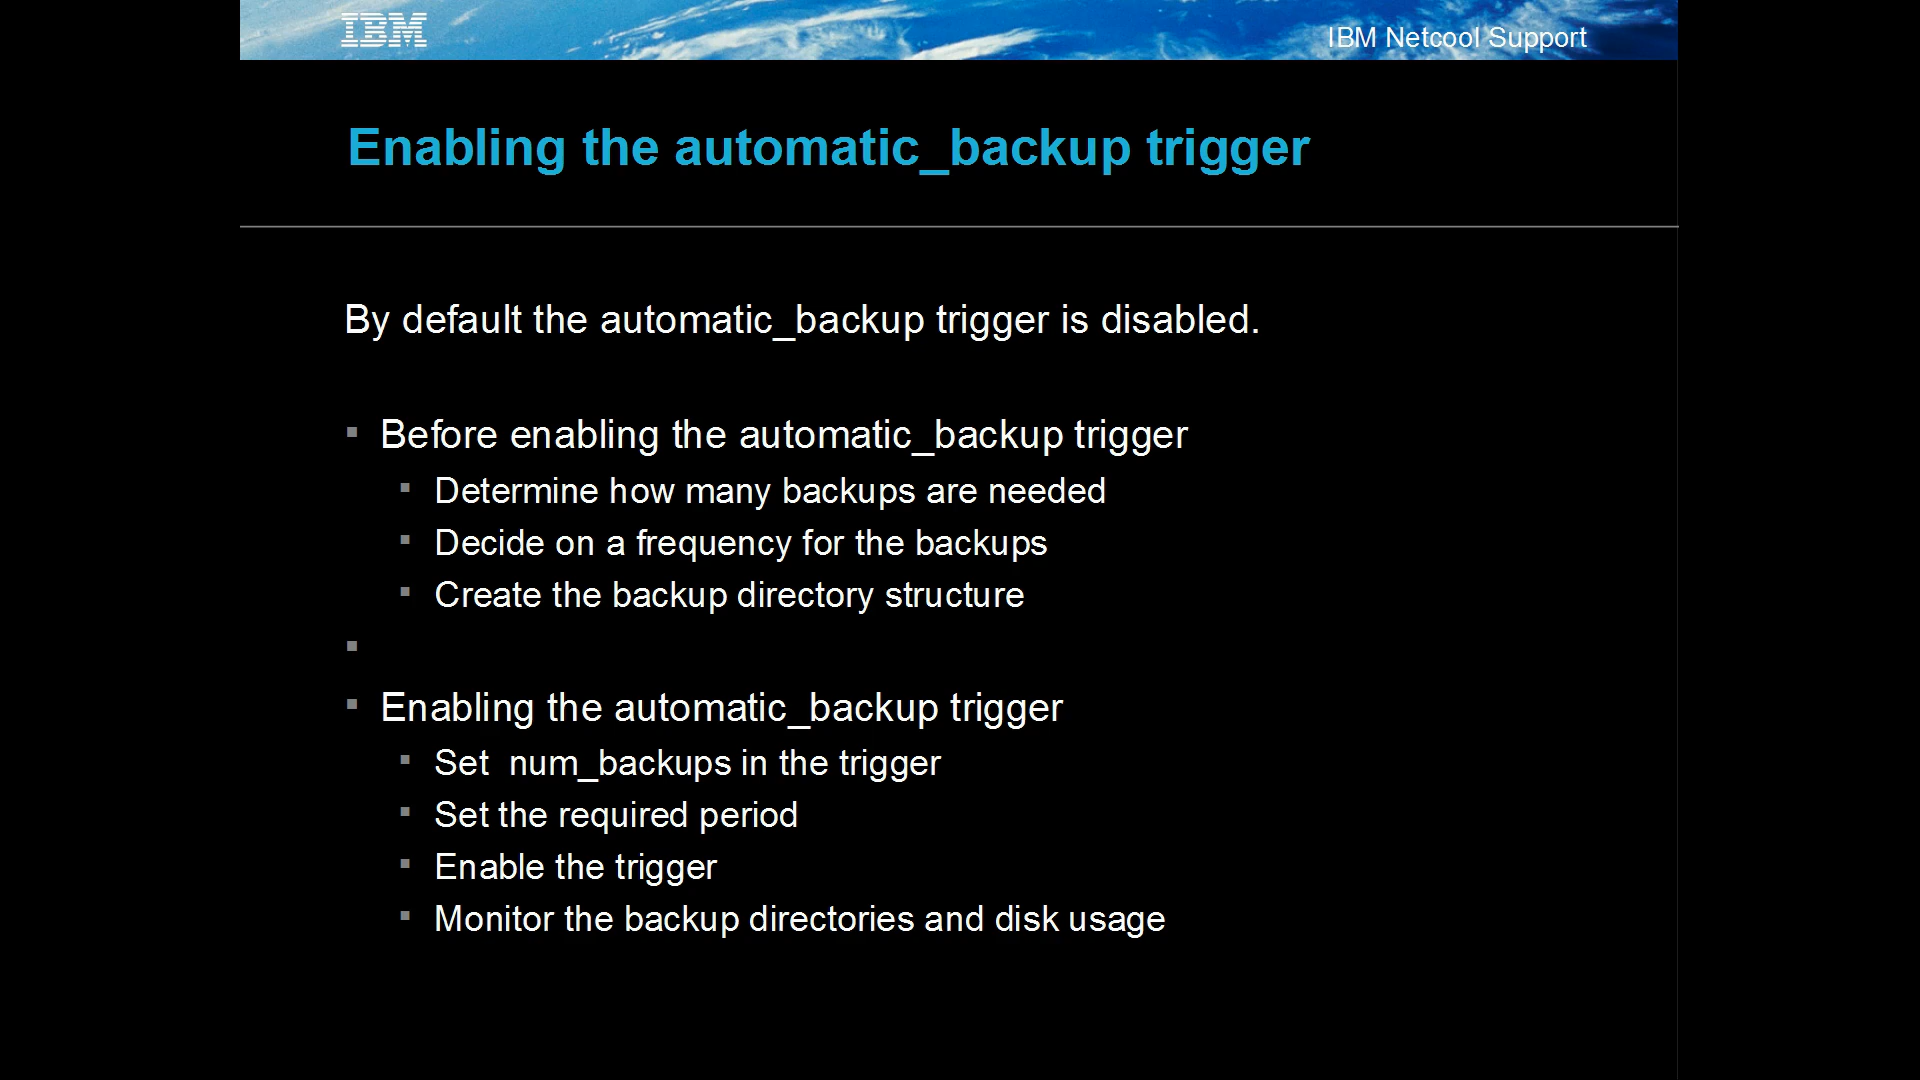 IBM
IBM Netcool Support
Enabling the automatic_backup trigger
By default the automatic_backup trigger is disabled.
▪ Before enabling the automatic_backup trigger
▪ Determine how many backups are needed
▪ Decide on a frequency for the backups
▪ Create the backup directory structure
▪
▪ Enabling the automatic_backup trigger
▪ Set  num_backups in the trigger
▪ Set the required period
▪ Enable the trigger
▪ Monitor the backup directories and disk usage